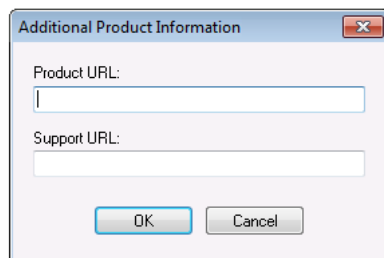 Additional Product Information
Product URL:
Support URL:
OK
Cancel